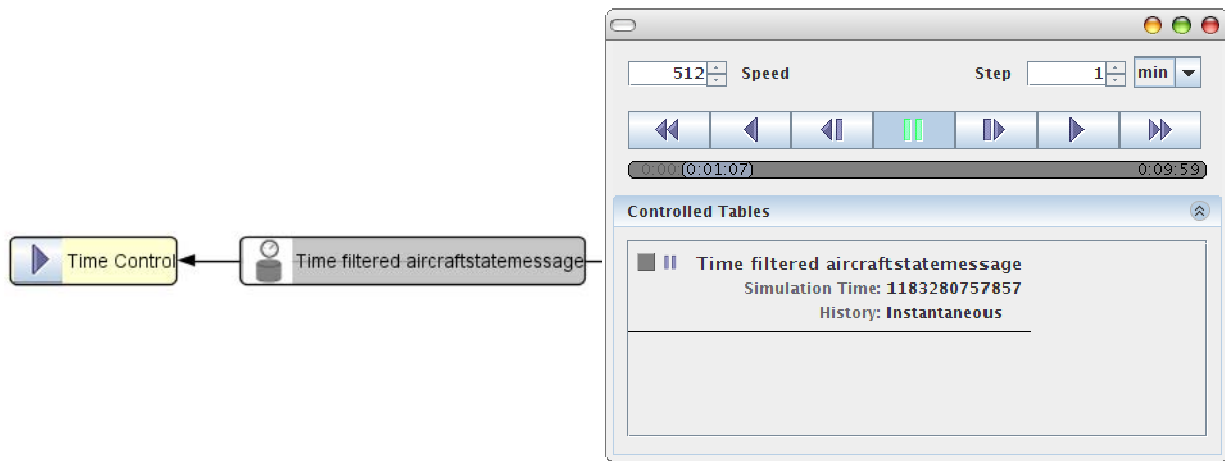 Time Control
Time filtered aircraftstatemessage
512 Speed Step 1 min
0:00 (0:01:07) 0:09:59
Controlled Tables
Time filtered aircraftstatemessage
Simulation Time: 1183280757857
History: Instantaneous